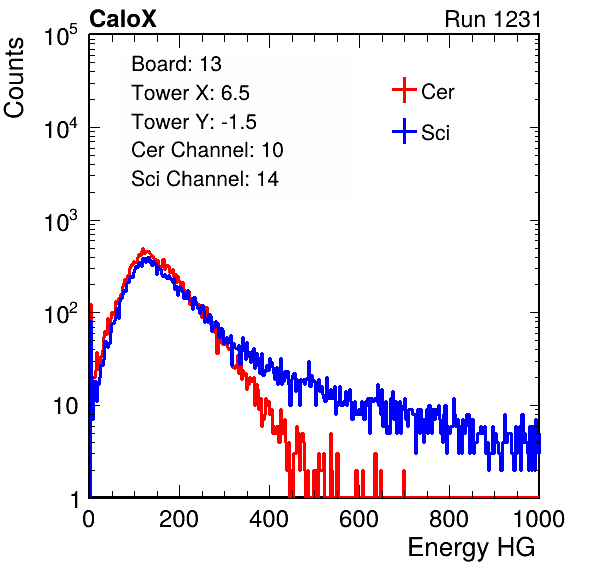 CaloX Run 1231
Counts
Board: 13
Tower X: 6.5
Tower Y: -1.5
Cer Channel: 10
Sci Channel: 14
Cer
Sci
10^5
10^4
10^3
10^2
10
1
0 200 400 600 800 1000
Energy HG